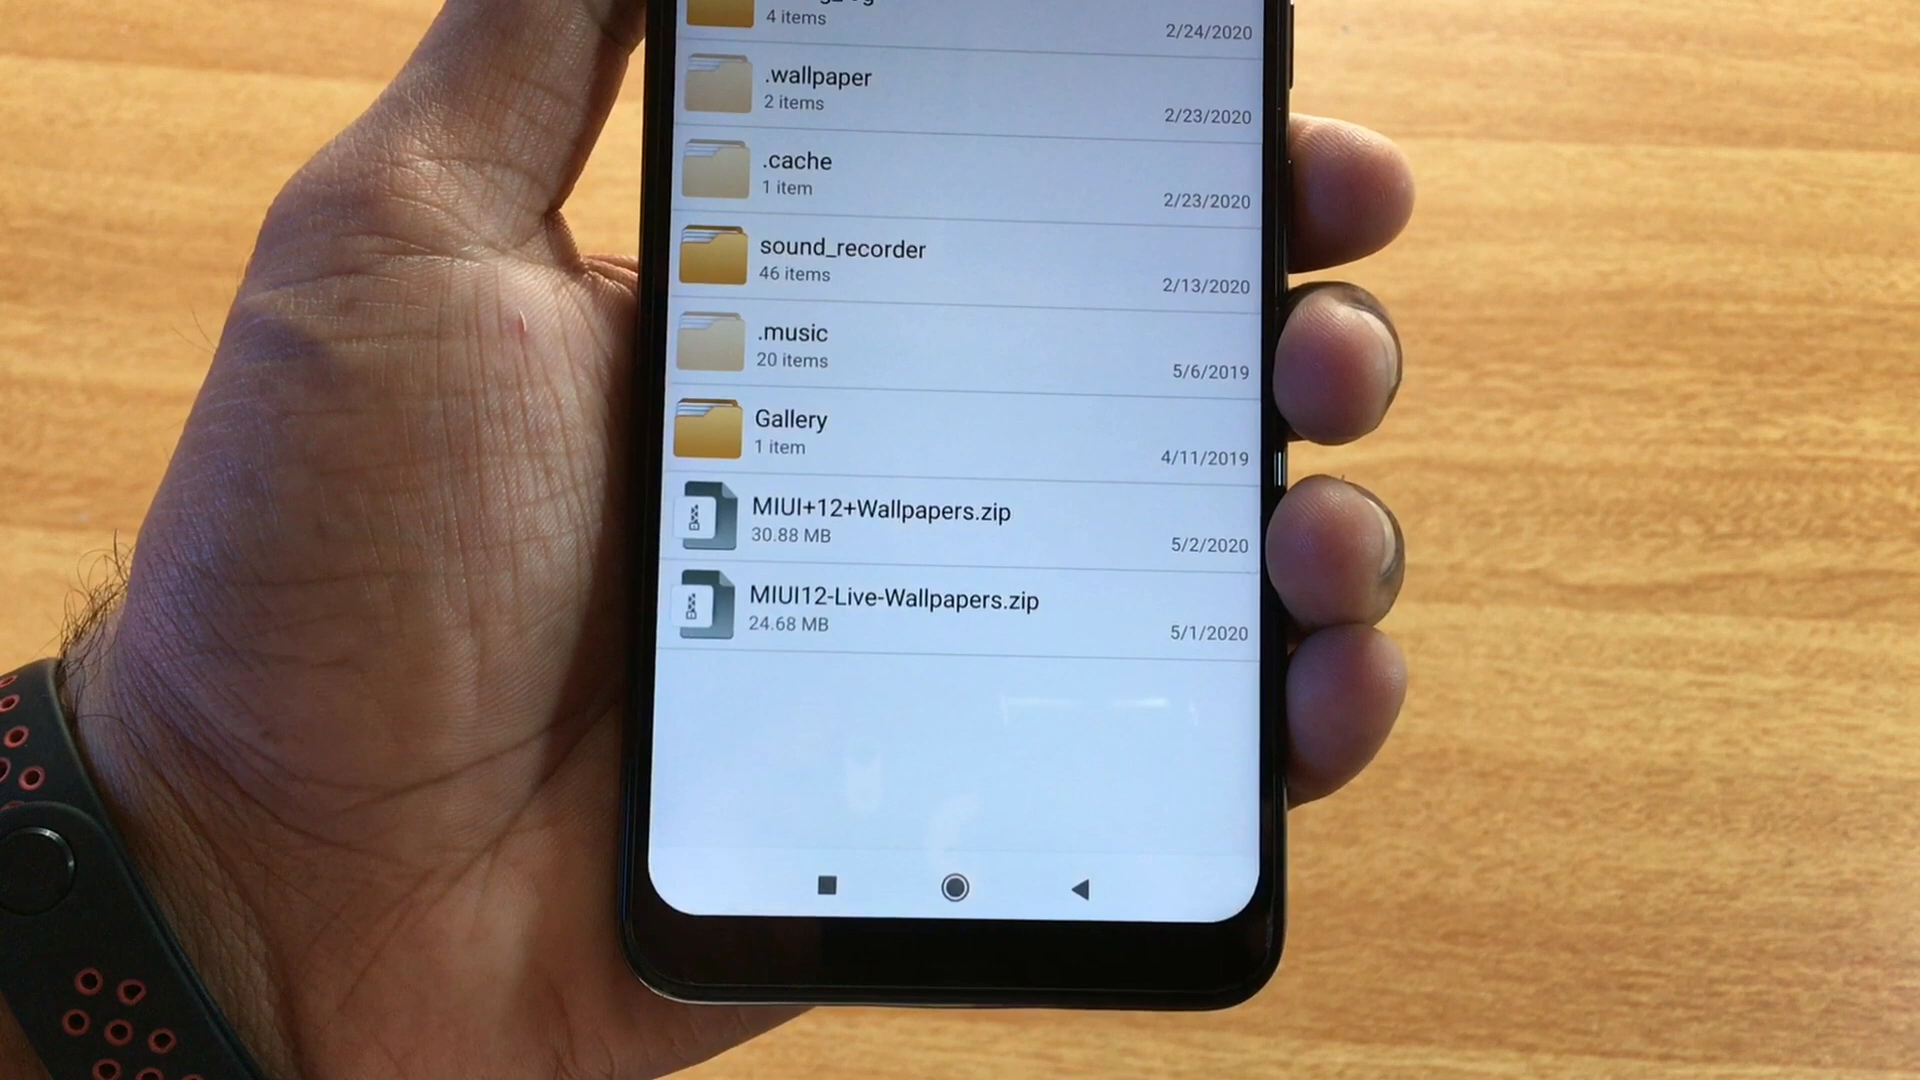 4 items
2/24/2020
.wallpaper
2 items
2/23/2020
.cache
1 item
2/23/2020
sound_recorder
46 items
2/13/2020
.music
20 items
5/6/2019
Gallery
1 item
4/11/2019
MIUI+12+Wallpapers.zip
30.88 MB
5/2/2020
MIUI12-Live-Wallpapers.zip
24.68 MB
5/1/2020